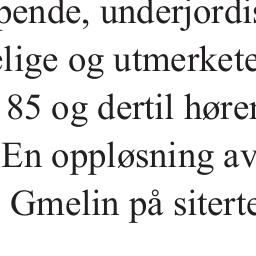 pende, underjordis
elige og utmerkete
85 og dertil høren
En oppløsning av
Gmelin på siterte